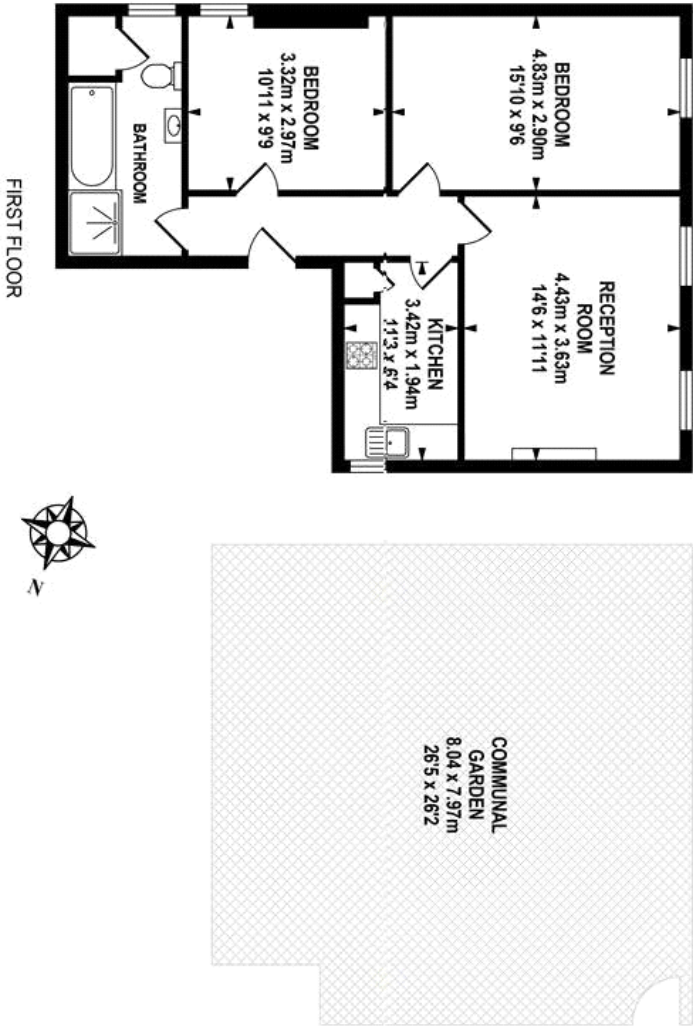 BEDROOM
4.83m x 2.90m
15'10 x 9'6
BEDROOM
3.32m x 2.97m
10'11 x 9'9
BATHROOM
RECEPTION
ROOM
4.43m x 3.63m
14'6 x 11'11
KITCHEN
3.42m x 1.94m
11'3 x 6'4
COMMUNAL
GARDEN
8.04 x 7.97m
26'5 x 26'2
FIRST FLOOR
N